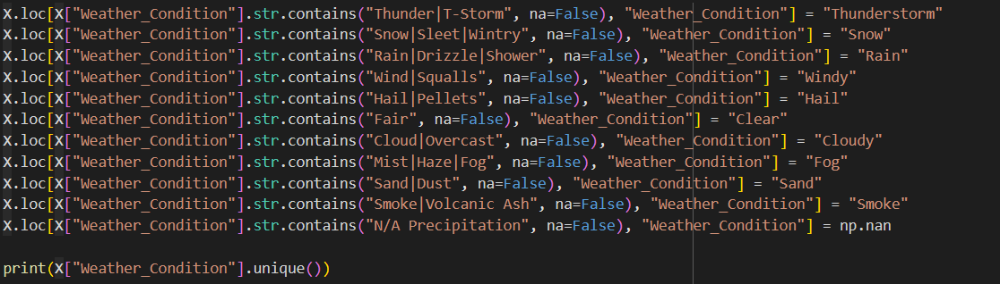 X.loc[X["Weather_Condition"].str.contains("Thunder|T-Storm", na=False), "Weather_Condition"] = "Thunderstorm"
X.loc[X["Weather_Condition"].str.contains("Snow|Sleet|Wintry", na=False), "Weather_Condition"] = "Snow"
X.loc[X["Weather_Condition"].str.contains("Rain|Drizzle|Shower", na=False), "Weather_Condition"] = "Rain"
X.loc[X["Weather_Condition"].str.contains("Wind|Squalls", na=False), "Weather_Condition"] = "Windy"
X.loc[X["Weather_Condition"].str.contains("Hail|Pellets", na=False), "Weather_Condition"] = "Hail"
X.loc[X["Weather_Condition"].str.contains("Fair", na=False), "Weather_Condition"] = "Clear"
X.loc[X["Weather_Condition"].str.contains("Cloud|Overcast", na=False), "Weather_Condition"] = "Cloudy"
X.loc[X["Weather_Condition"].str.contains("Mist|Haze|Fog", na=False), "Weather_Condition"] = "Fog"
X.loc[X["Weather_Condition"].str.contains("Sand|Dust", na=False), "Weather_Condition"] = "Sand"
X.loc[X["Weather_Condition"].str.contains("Smoke|Volcanic Ash", na=False), "Weather_Condition"] = "Smoke"
X.loc[X["Weather_Condition"].str.contains("N/A Precipitation", na=False), "Weather_Condition"] = np.nan
print(X["Weather_Condition"].unique())